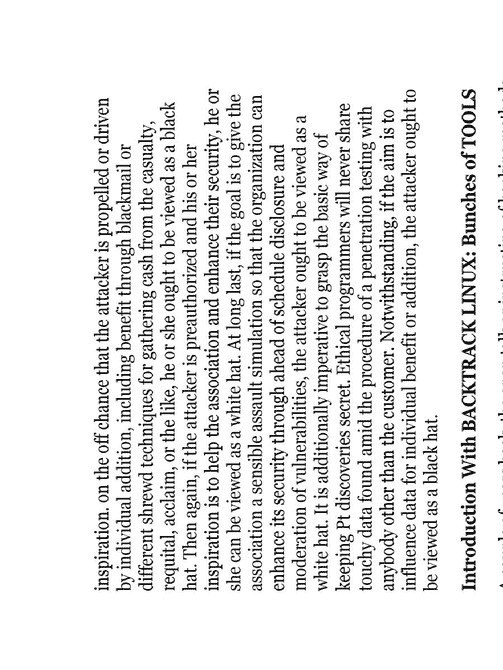 inspiration. on the off chance that the attacker is propelled or driven
by individual addition, including benefit through blackmail or
different shrewd techniques for gathering cash from the casualty,
requital, acclaim, or the like, he or she ought to be viewed as a black
hat. Then again, if the attacker is preauthorized and his or her
inspiration is to help the association and enhance their security, he or
she can be viewed as a white hat. At long last, if the goal is to give the
association a sensible assault simulation so that the organization can
enhance its security through ahead of schedule disclosure and
moderation of vulnerabilities, the attacker ought to be viewed as a
white hat. It is additionally imperative to grasp the basic way of
keeping Pt discoveries secret. Ethical programmers will never share
touchy data found amid the procedure of a penetration testing with
anybody other than the customer. Notwithstanding, if the aim is to
influence data for individual benefit or addition, the attacker ought to
be viewed as a black hat.
Introduction With BACKTRACK LINUX: Bunches of TOOLS